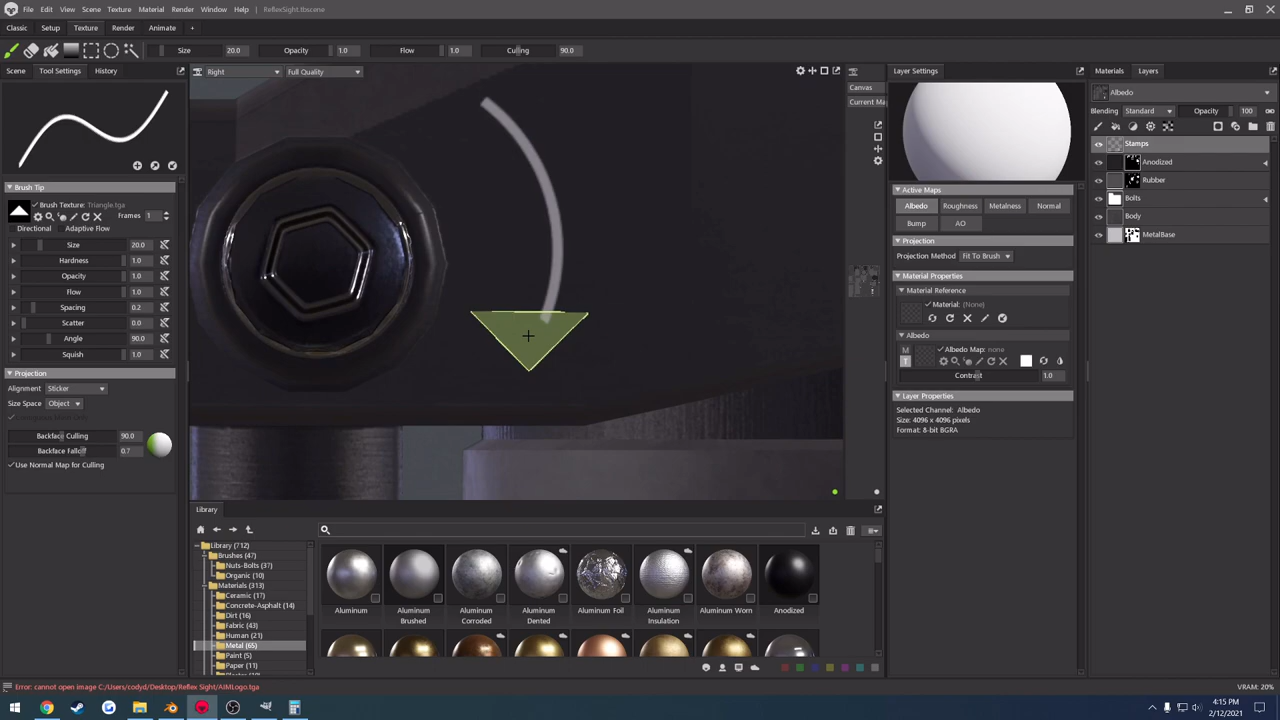 File Edit View Scene Texture Material Render Window Help ReflexSight.tbscene
Classic Setup Texture Render Animate +
Size 20.0 Opacity 1.0 Flow 1.0 Culling 90.0
Scene Tool Settings History
Right Full Quality
Canvas
Current Ma
Layer Settings
Materials Layers
Albedo
Blending Standard Opacity 100
Stamps
Anodized
Rubber
Bolts
Body
MetalBase
Brush Tip
Brush Texture: Triangle.tga
Frames 1
Directional Adaptive Flow
Size 20.0
Hardness 1.0
Opacity 1.0
Flow 1.0
Spacing 0.2
Scatter 0.0
Angle 90.0
Squish 1.0
Projection
Alignment Sticker
Size Space Object
Backface Culling 90.0
Backface Falloff 0.7
Use Normal Map for Culling
Active Maps
Albedo Roughness Metalness Normal
Bump AO
Projection
Projection Method Fit To Brush
Material Properties
Material Reference
Material: (None)
Albedo
M
T
Albedo Map: none
Contrast 1.0
Layer Properties
Selected Channel: Albedo
Size: 4096 x 4096 pixels
Format: 8-bit BGRA
Library
Library (712)
Brushes (47)
Nuts-Bolts (37)
Organic (10)
Materials (313)
Ceramic (17)
Concrete-Asphalt (14)
Dirt (16)
Fabric (43)
Human (21)
Metal (65)
Paint (5)
Paper (11)
Aluminum
Aluminum Brushed
Aluminum Corroded
Aluminum Dented
Aluminum Foil
Aluminum Insulation
Aluminum Worn
Anodized
Error: cannot open image C:/Users/codyd/Desktop/Reflex Sight/AIMLogo.tga
VRAM: 20%
4:15 PM
2/12/2021